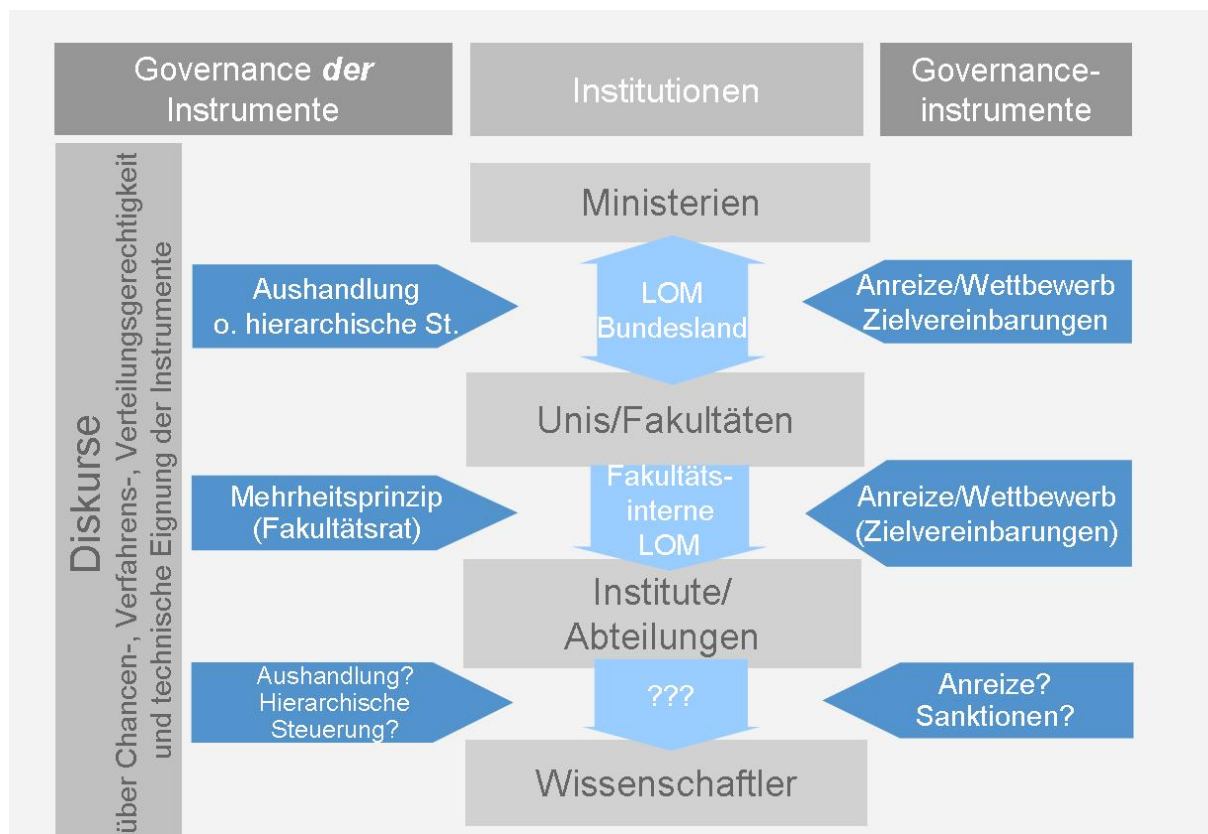 Governance der
Instrumente
Institutionen
Governance-
instrumente
Diskurse
über Chancen-, Verfahrens-, Verteilungsgerechtigkeit
und technische Eignung der Instrumente
Ministerien
Aushandlung
o. hierarchische St.
LOM
Bundesland
Anreize/Wettbewerb
Zielvereinbarungen
Unis/Fakultäten
Mehrheitsprinzip
(Fakultätsrat)
Fakultäts-
interne
LOM
Anreize/Wettbewerb
(Zielvereinbarungen)
Institute/
Abteilungen
Aushandlung?
Hierarchische
Steuerung?
???
Anreize?
Sanktionen?
Wissenschaftler